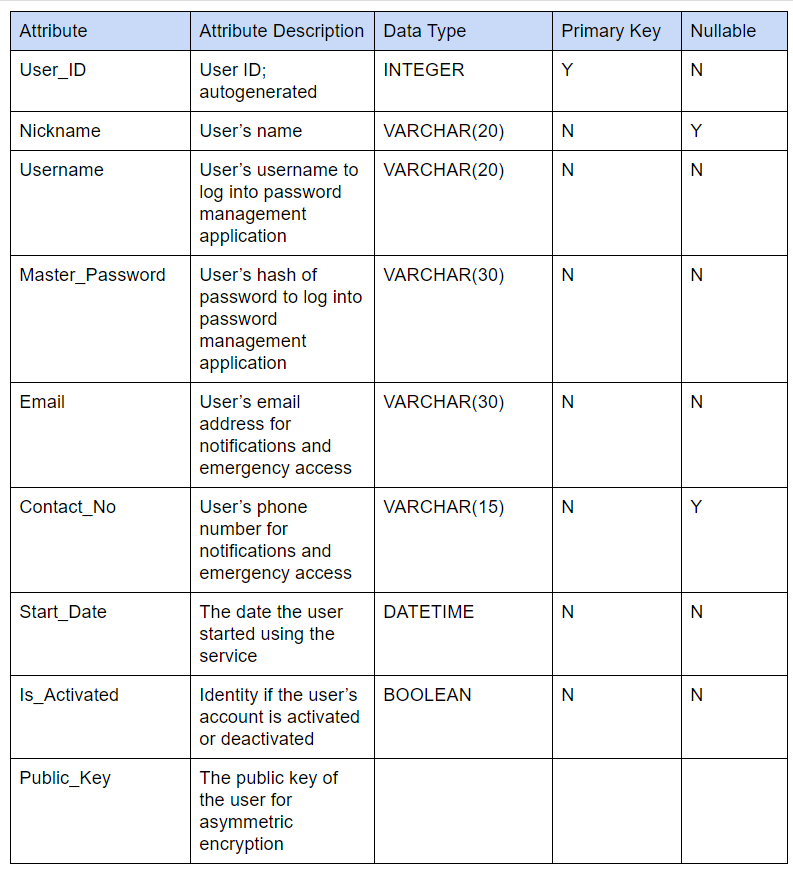 Attribute Attribute Description Data Type Primary Key Nullable
User_ID User ID; INTEGER Y N
autogenerated
Nickname User’s name VARCHAR(20) N Y
Username User’s username to VARCHAR(20) N N
log into password
management
application
Master_Password User’s hash of VARCHAR(30) N N
password to log into
password
management
application
Email User’s email VARCHAR(30) N N
address for
notifications and
emergency access
Contact_No User’s phone VARCHAR(15) N Y
number for
notifications and
emergency access
Start_Date The date the user DATETIME N N
started using the
service
Is_Activated Identity if the user’s BOOLEAN N N
account is activated
or deactivated
Public_Key The public key of
the user for
asymmetric
encryption